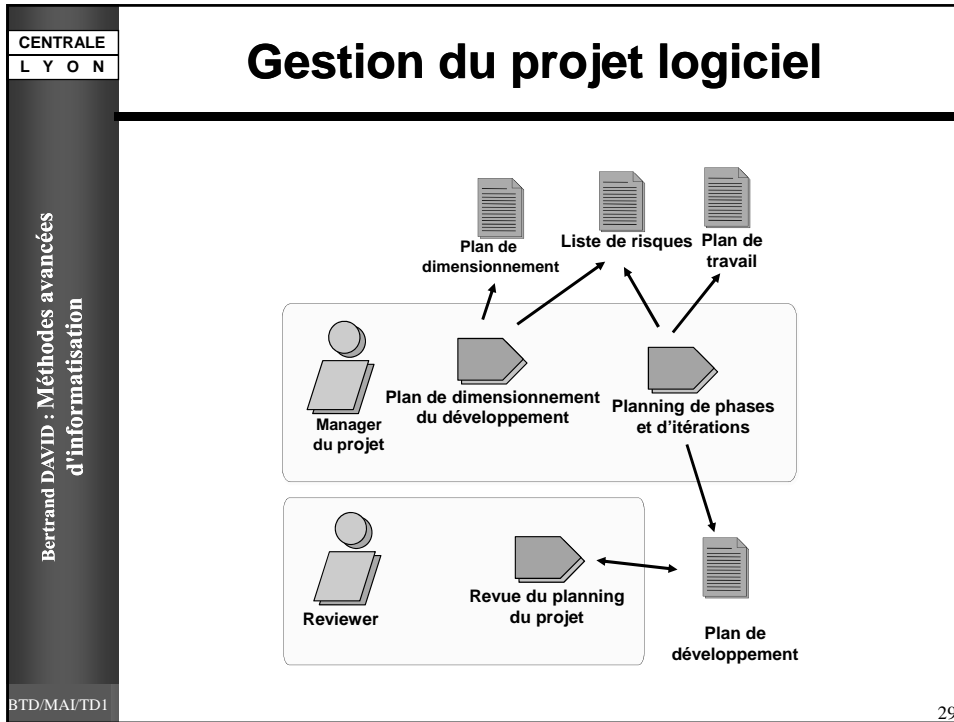 CENTRALE
L Y O N
Gestion du projet logiciel
Bertrand DAVID : Méthodes avancées
d'informatisation
Plan de
dimensionnement
Liste de risques
Plan de
travail
Manager
du projet
Plan de dimensionnement
du développement
Planning de phases
et d'itérations
Reviewer
Revue du planning
du projet
Plan de
développement
BTD/MAI/TD1
29